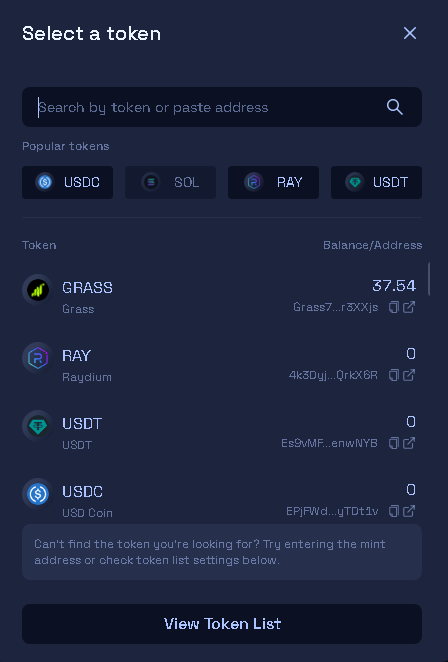 Select a token
Search by token or paste address
Popular tokens
USDC SOL RAY USDT
Token Balance/Address
GRASS 37.54
Grass Grass7...r3XXjs
RAY 0
Raydium 4k3Dyj...QrkX6R
USDT 0
USDT Es9vMF...enwNYB
USDC 0
USD Coin EPjFWd...yTDt1v
Can't find the token you're looking for? Try entering the mint
address or check token list settings below.
View Token List